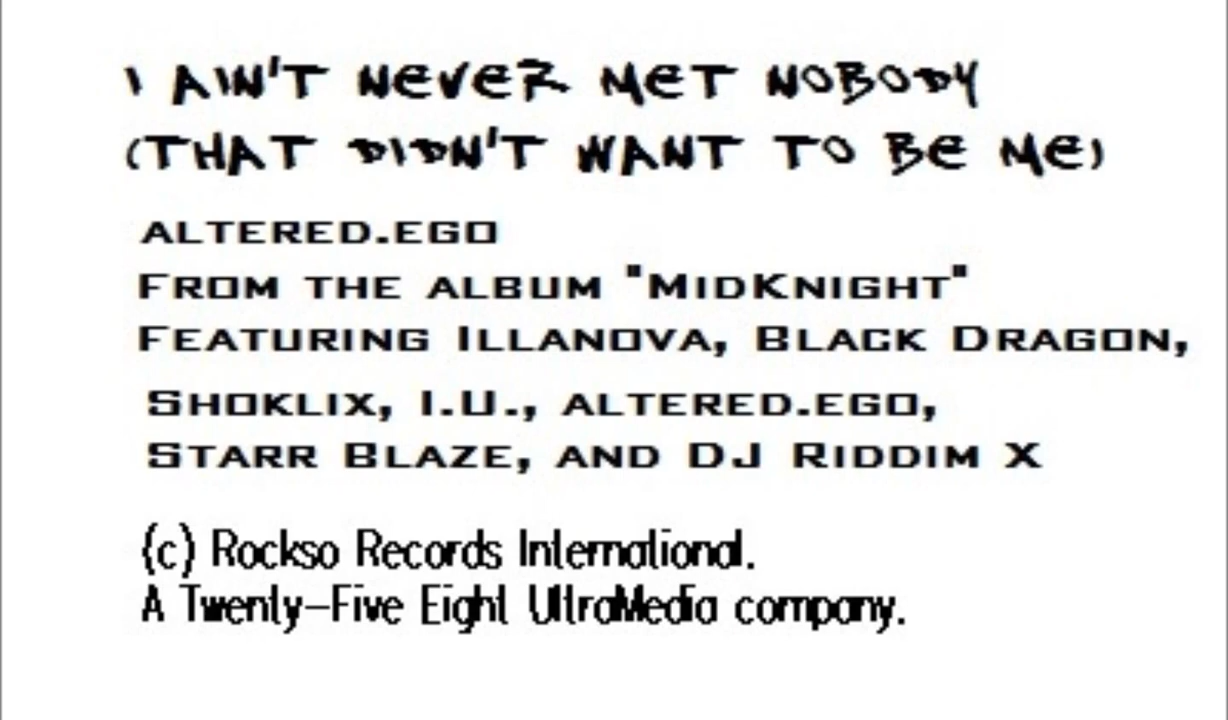 I AIN'T NEVER MET NOBODY
(THAT DIDN'T WANT TO BE ME)
ALTERED.EGO
FROM THE ALBUM "MIDKNIGHT"
FEATURING ILLANOVA, BLACK DRAGON,
SHOKLIX, I.U., ALTERED.EGO,
STARR BLAZE, AND DJ RIDDIM X
(c) Rockso Records International.
A Twenty-Five Eight UltraMedia company.